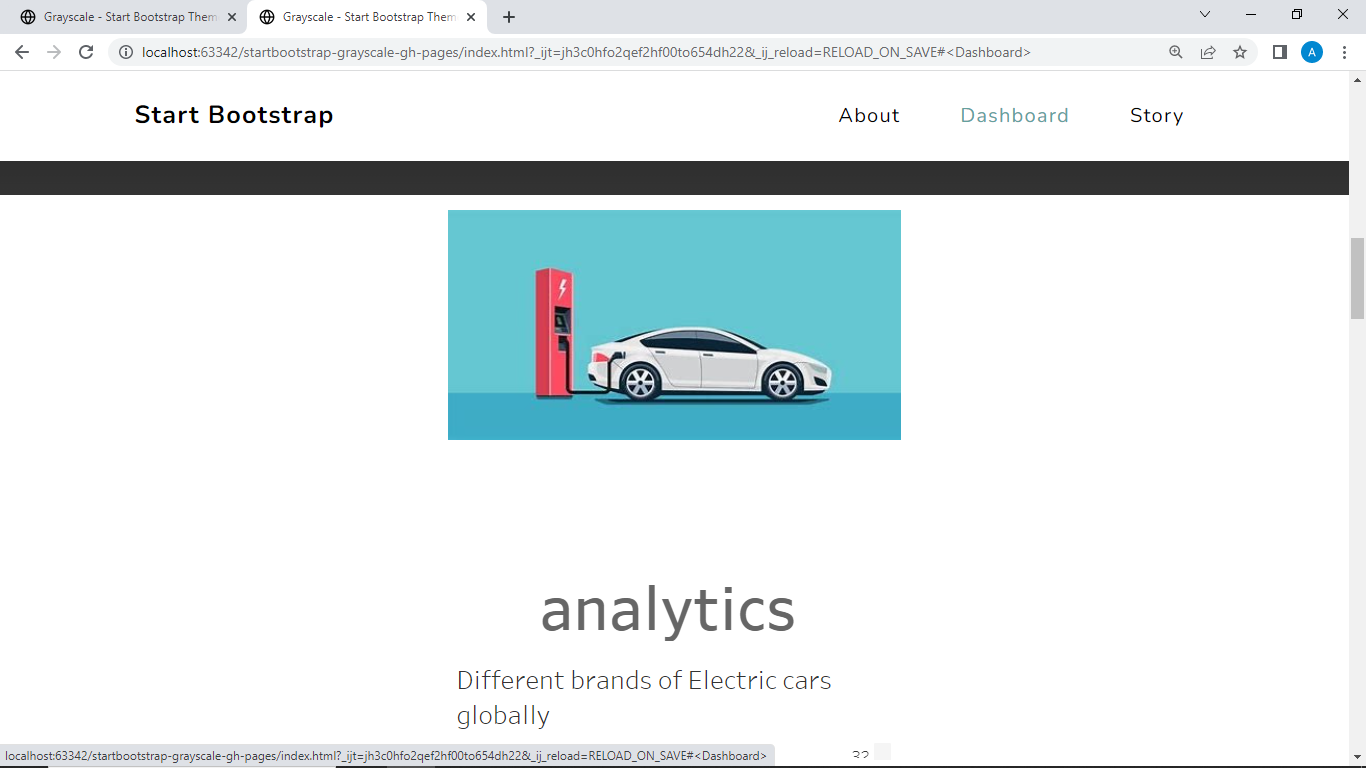 Grayscale - Start Bootstrap Them
Grayscale - Start Bootstrap Them
localhost:63342/startbootstrap-grayscale-gh-pages/index.html?_ijt=jh3c0hfo2qef2hf00to654dh22&_ij_reload=RELOAD_ON_SAVE#<Dashboard>
A
Start Bootstrap
About
Dashboard
Story
analytics
Different brands of Electric cars
globally
localhost:63342/startbootstrap-grayscale-gh-pages/index.html?_ijt=jh3c0hfo2qef2hf00to654dh22&_ij_reload=RELOAD_ON_SAVE#<Dashboard>